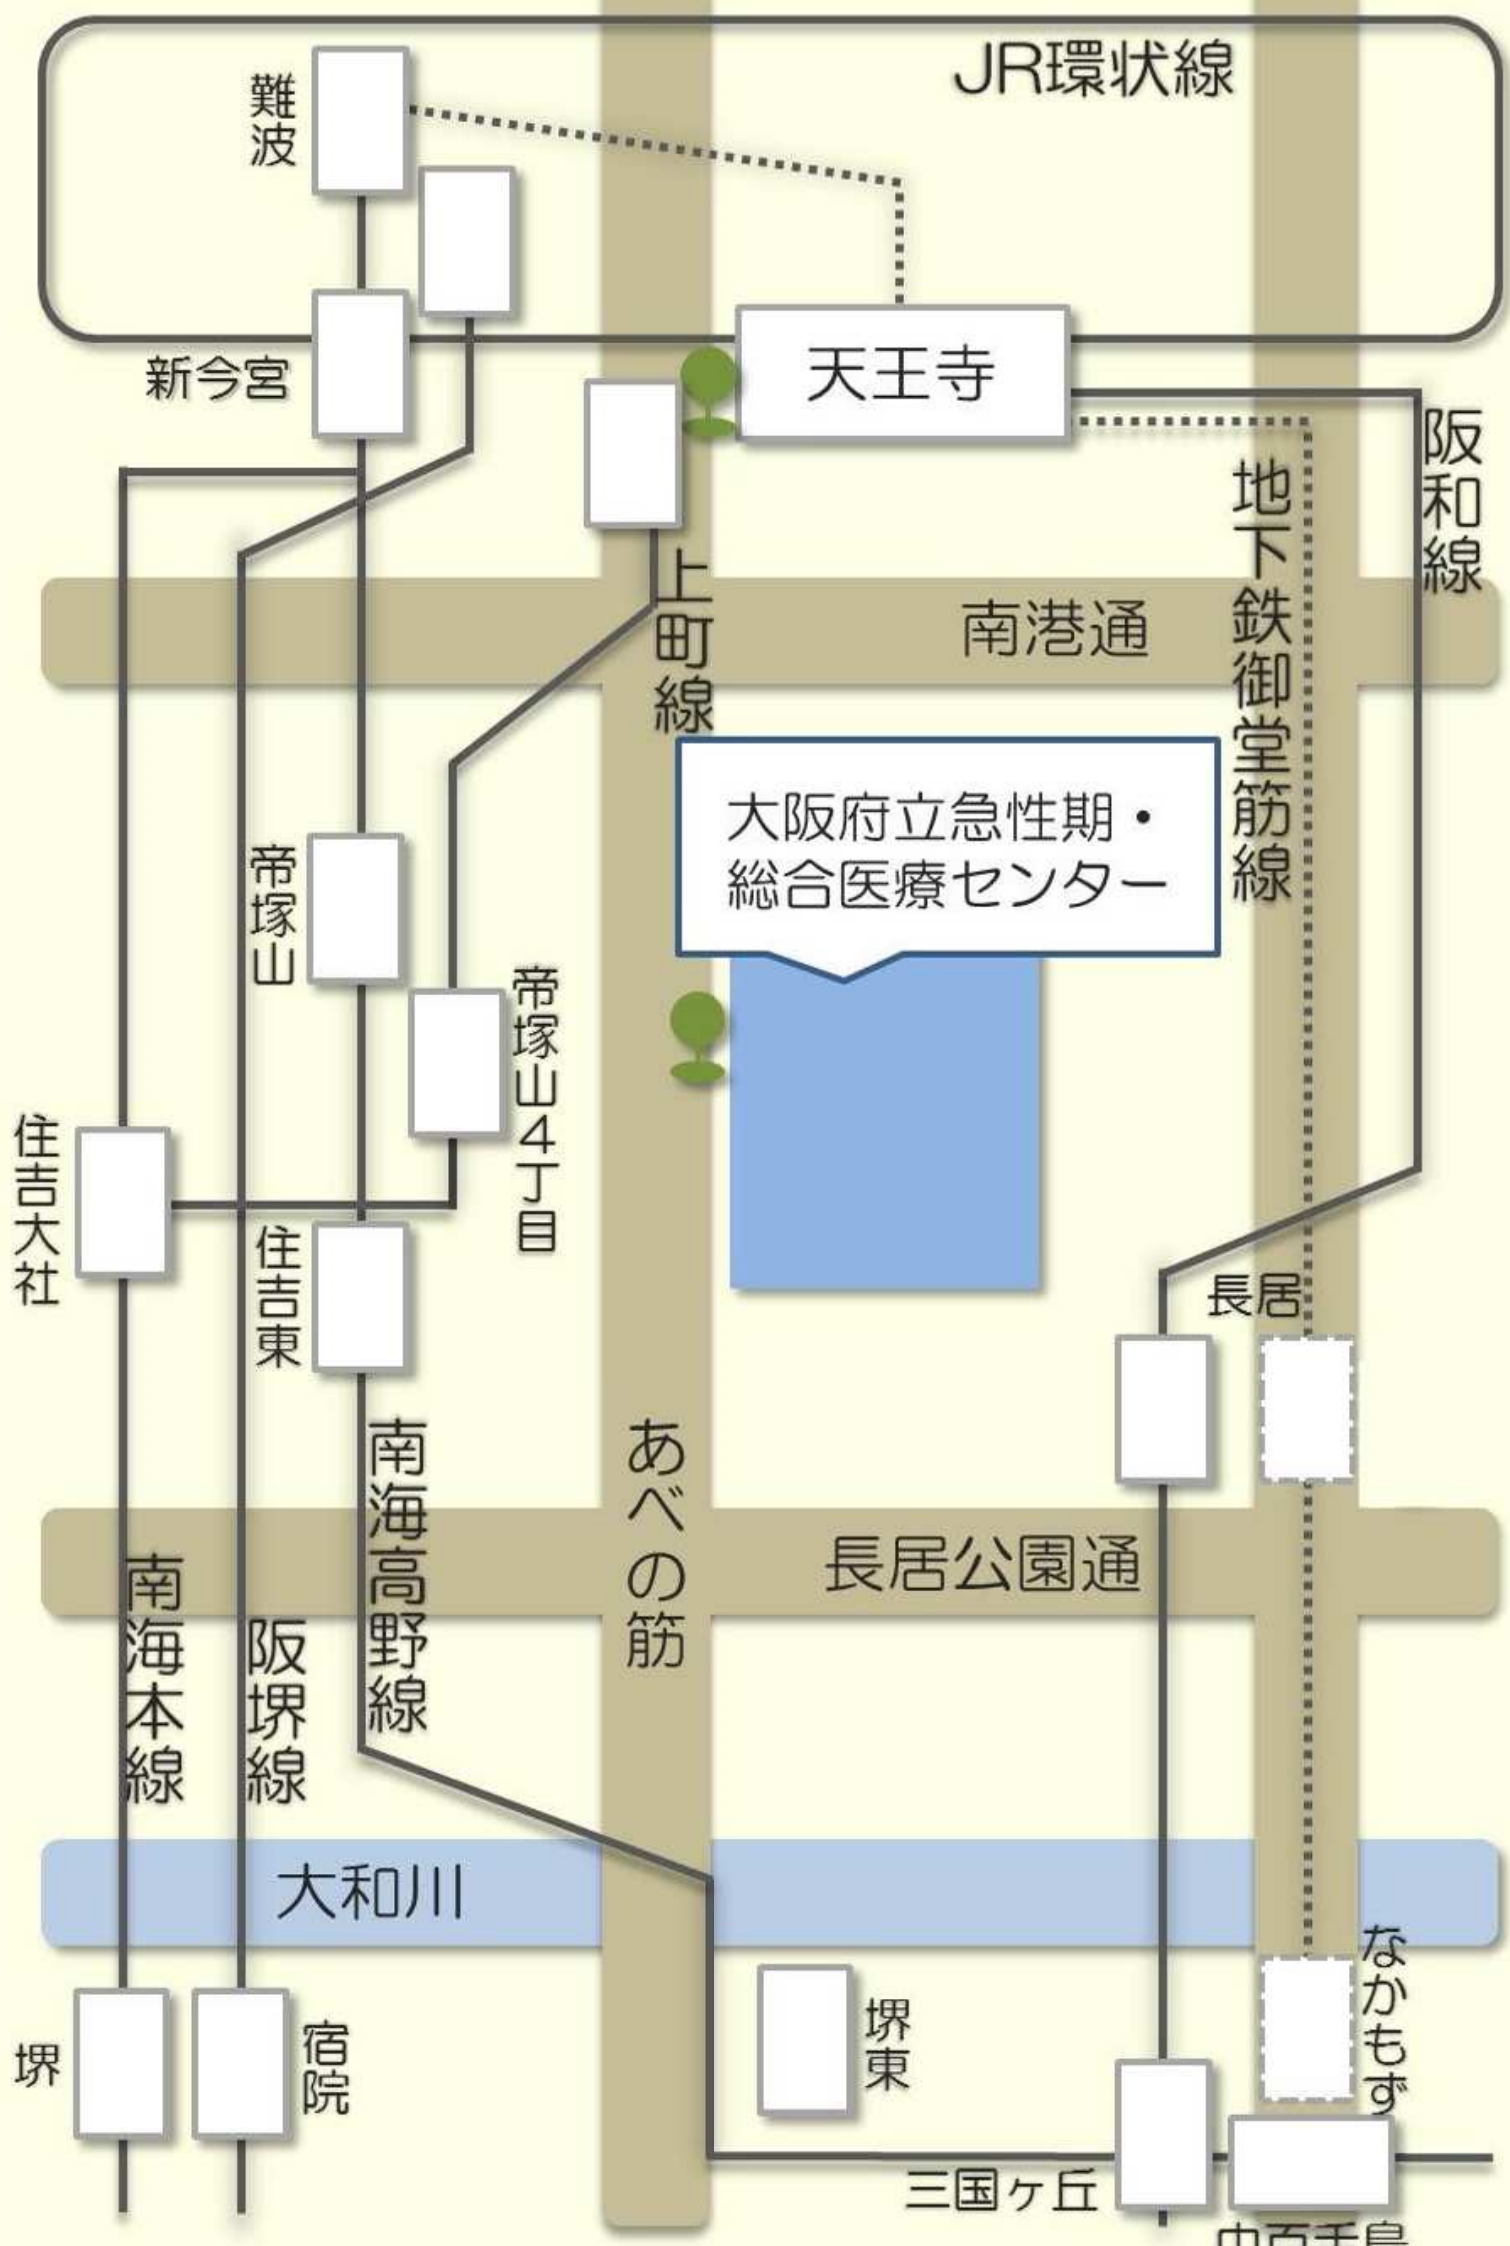 JR環状線
難波
新今宮
天王寺
阪和線
地下鉄御堂筋線
上町線
南港通
大阪府立急性期・
総合医療センター
帝塚山
帝塚山4丁目
住吉大社
住吉東
長居
南海高野線
あべの筋
長居公園通
南海本線
阪堺線
大和川
なかもず
堺
宿院
堺東
三国ヶ丘